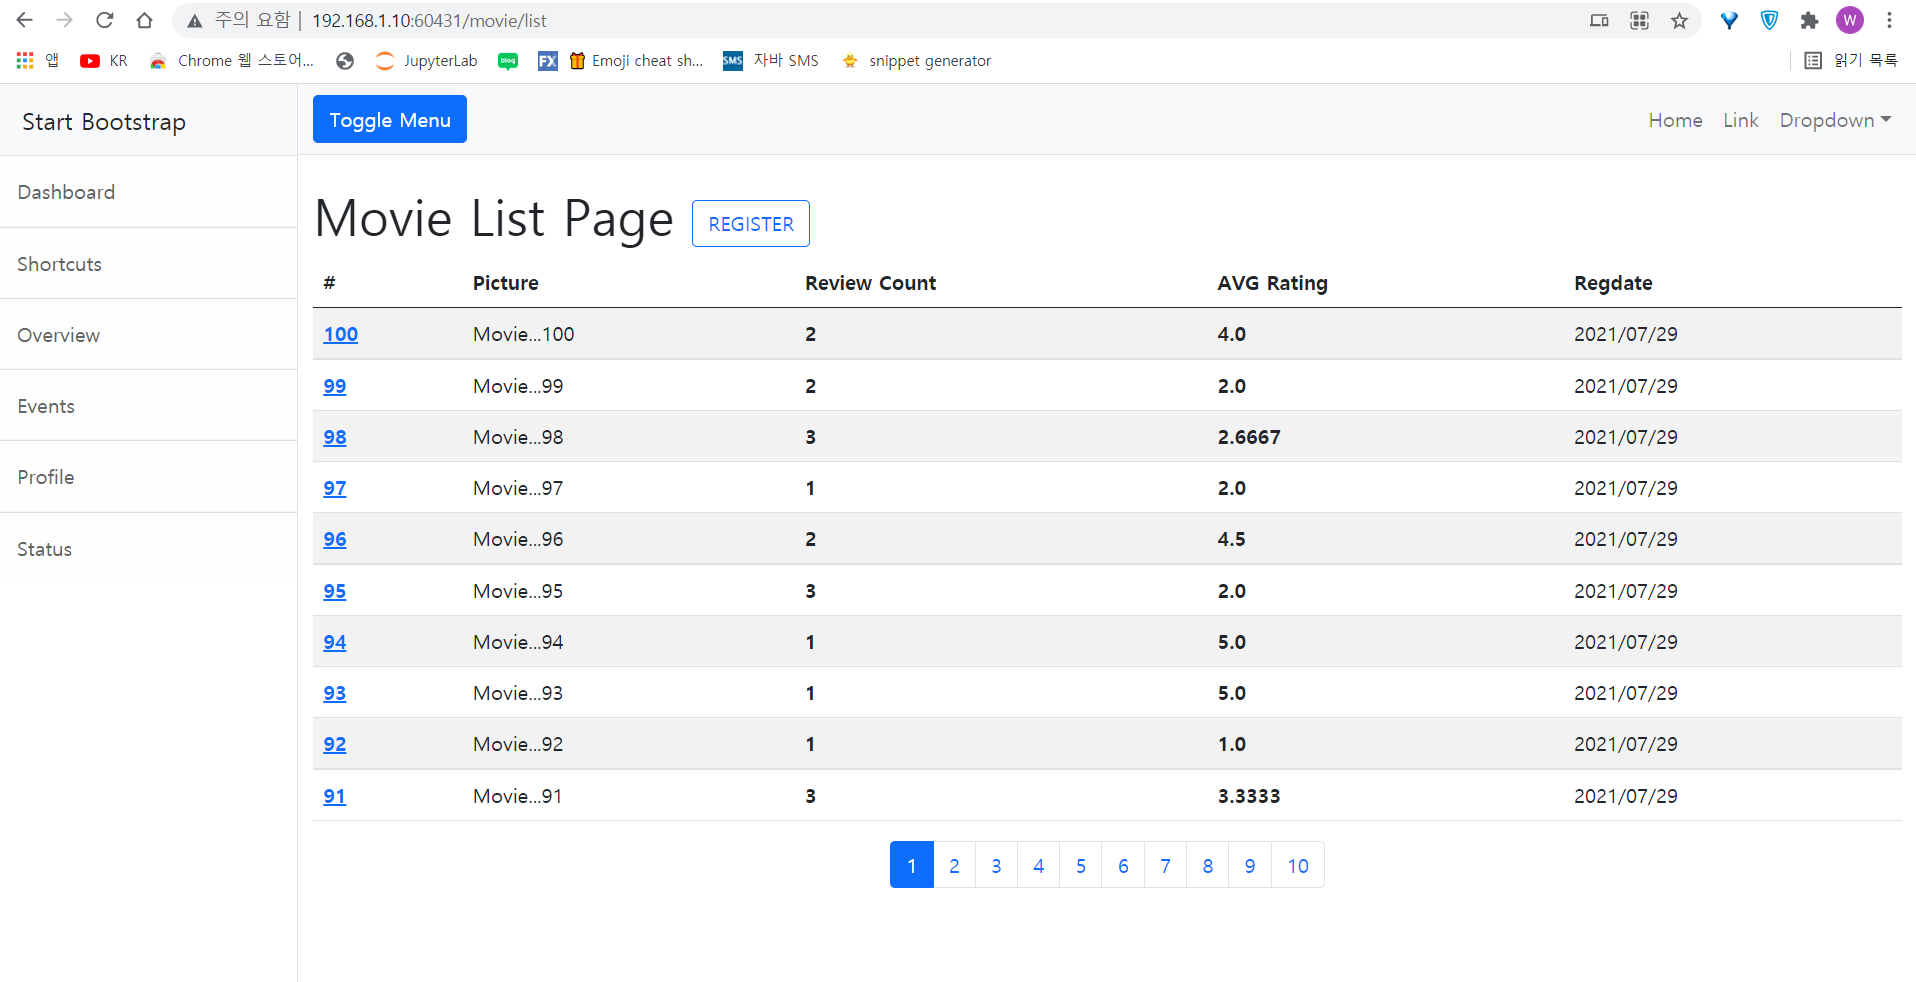 주의 요함 | 192.168.1.10:60431/movie/list W
앱 KR Chrome 웹 스토어... JupyterLab blog FX Emoji cheat sh... SMS 자바 SMS snippet generator 읽기 목록
Start Bootstrap Toggle Menu Home Link Dropdown
Dashboard
Shortcuts
Overview
Events
Profile
Status
Movie List Page REGISTER
# Picture Review Count AVG Rating Regdate
100 Movie...100 2 4.0 2021/07/29
99 Movie...99 2 2.0 2021/07/29
98 Movie...98 3 2.6667 2021/07/29
97 Movie...97 1 2.0 2021/07/29
96 Movie...96 2 4.5 2021/07/29
95 Movie...95 3 2.0 2021/07/29
94 Movie...94 1 5.0 2021/07/29
93 Movie...93 1 5.0 2021/07/29
92 Movie...92 1 1.0 2021/07/29
91 Movie...91 3 3.3333 2021/07/29
1 2 3 4 5 6 7 8 9 10